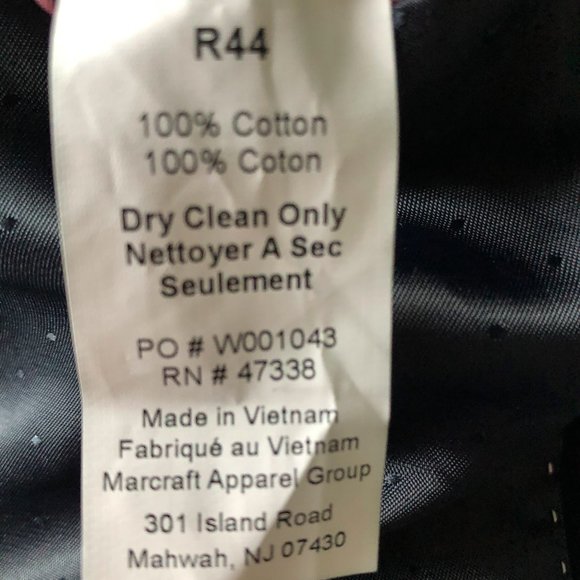 R44
100% Cotton
100% Coton
Dry Clean Only
Nettoyer A Sec
Seulement
PO # W001043
RN # 47338
Made in Vietnam
Fabriqué au Vietnam
Marcraft Apparel Group
301 Island Road
Mahwah, NJ 07430